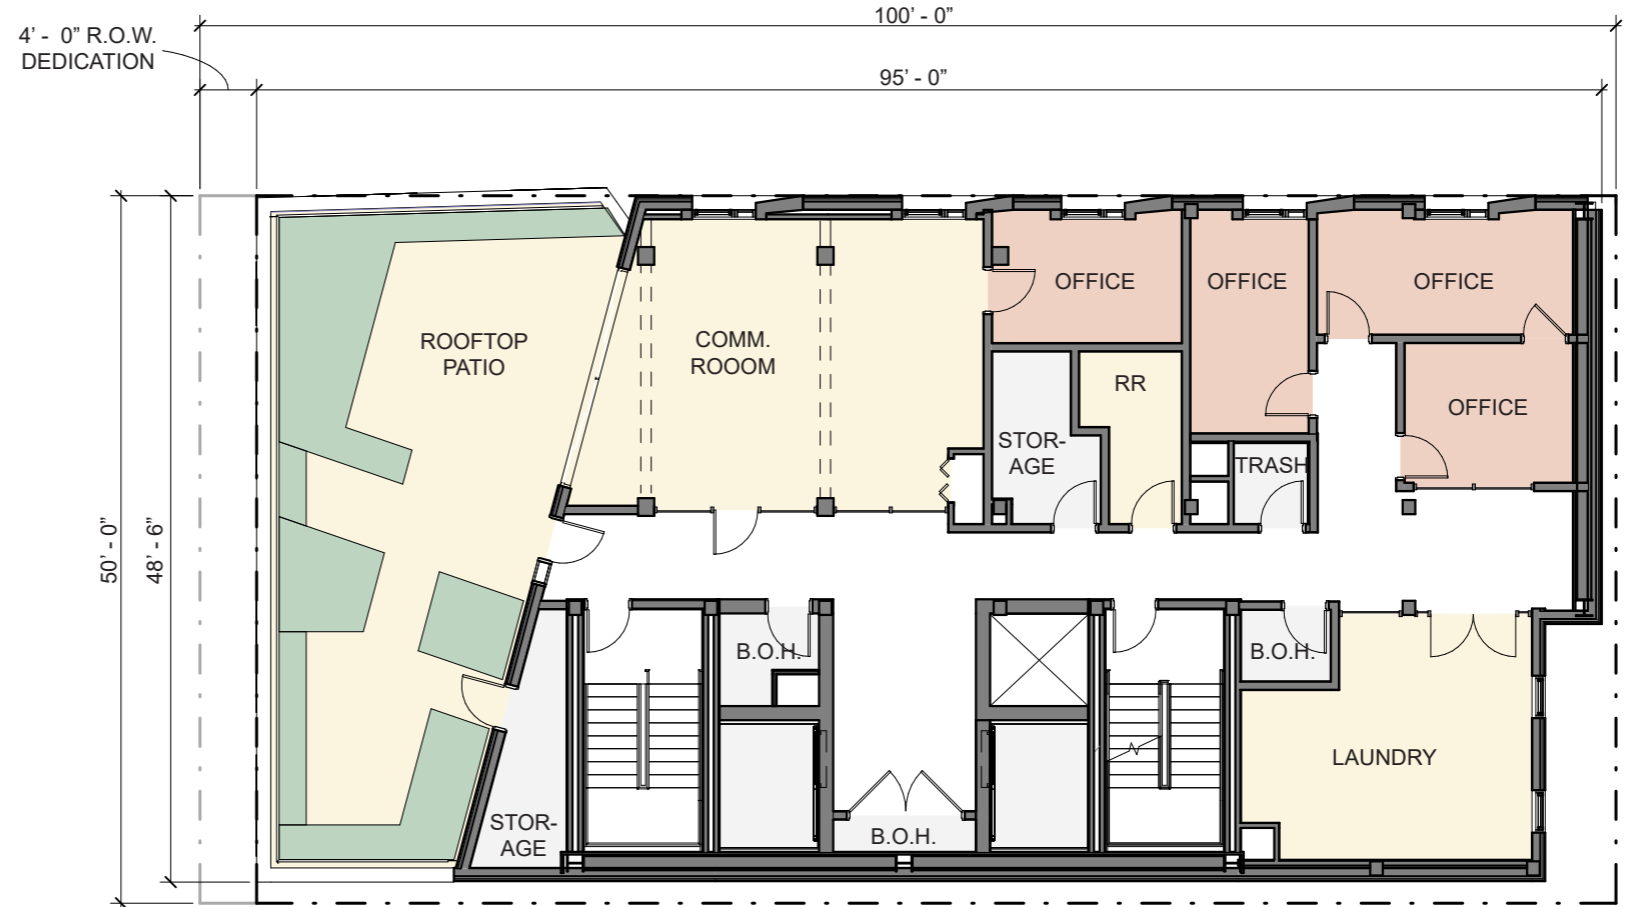 100’ - 0”
4’ -  0” R.O.W.
DEDICATION
95’ - 0”
OFFICE
OFFICE
OFFICE
ROOFTOP
PATIO
COMM.
ROOOM
RR
OFFICE
STOR-
AGE
TRASH
50’ - 0”
48’ - 6”
B.O.H.
B.O.H.
LAUNDRY
STOR-
AGE
B.O.H.